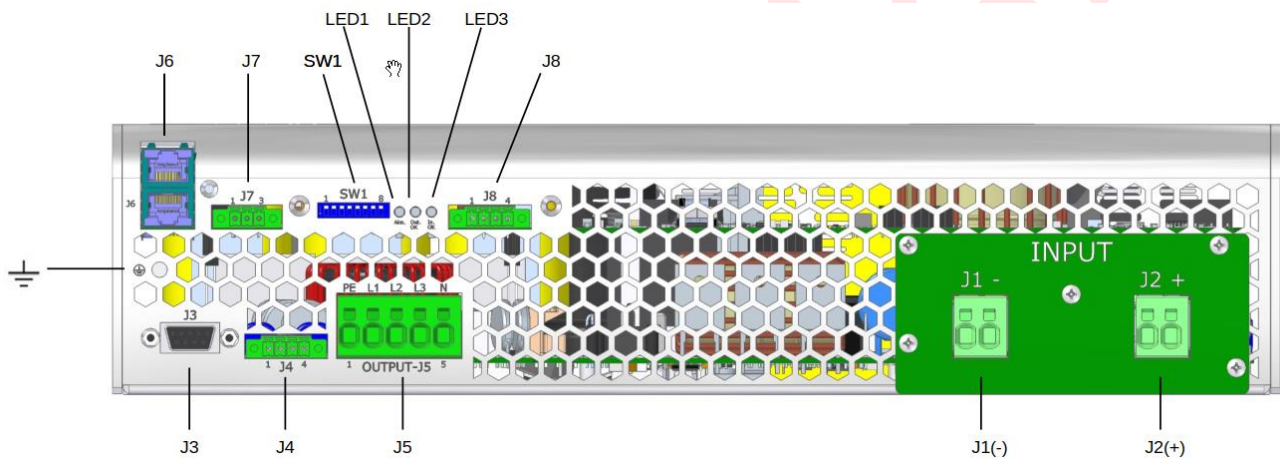 LED1 LED2 LED3
J6 J7 SW1 J8
J6
J7
1 3
SW1
1 8
J8
1 4
INPUT
J1 - J2 +
PE L1 L2 L3 N
J3
1 4
J4
1 OUTPUT-J5 5
J3 J4 J5 J1(-) J2(+)